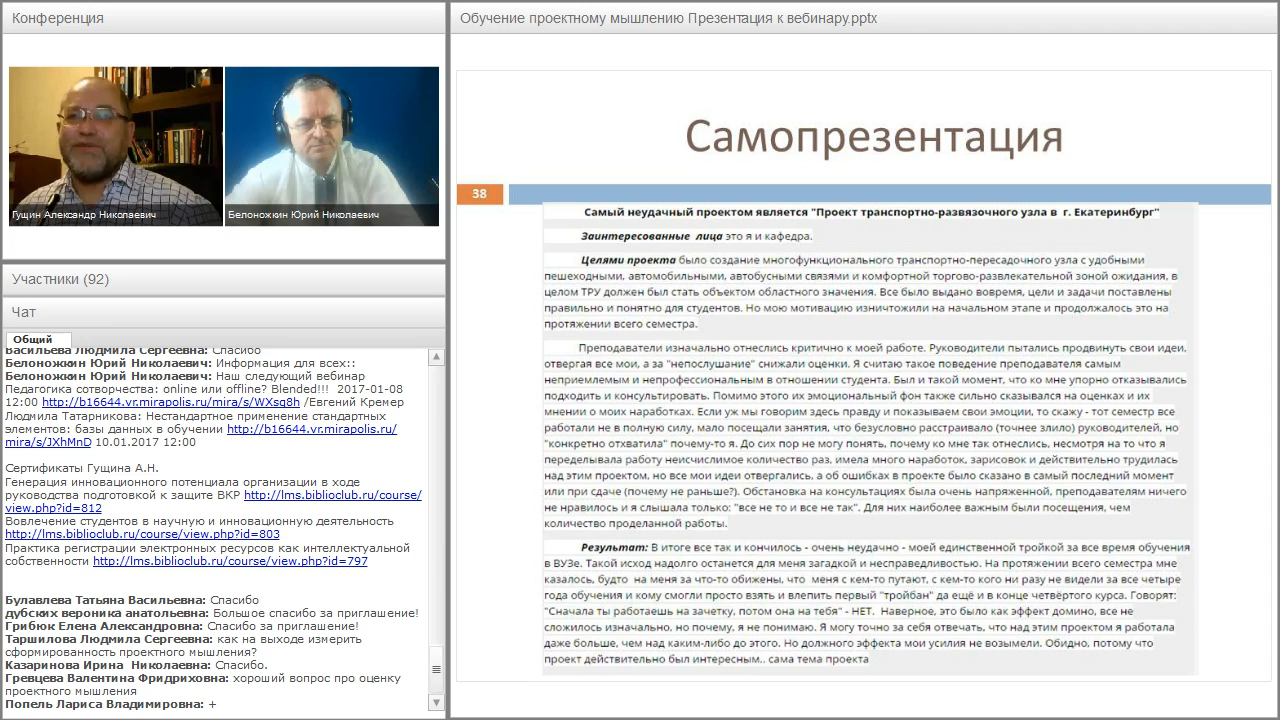 Конференция
Гущин Александр Николаевич
Белоножкин Юрий Николаевич
Участники (92)
Чат
Общий
Васильева Людмила Сергеевна: Спасибо
Белоножкин Юрий Николаевич: Информация для всех::
Белоножкин Юрий Николаевич: Наш следующий вебинар
Педагогика сотворчества: online или offline? Blended!!! 2017-01-08
12:00 http://b16644.vr.mirapolis.ru/mira/s/WXsq8h /Евгений Кремер
Людмила Татарникова: Нестандартное применение стандартных
элементов: базы данных в обучении http://b16644.vr.mirapolis.ru/
mira/s/JXhMnD 10.01.2017 12:00
Сертификаты Гущина А.Н.
Генерация инновационного потенциала организации в ходе
руководства подготовкой к защите ВКР http://lms.biblioclub.ru/course/
view.php?id=812
Вовлечение студентов в научную и инновационную деятельность
http://lms.biblioclub.ru/course/view.php?id=803
Практика регистрации электронных ресурсов как интеллектуальной
собственности http://lms.biblioclub.ru/course/view.php?id=797
Булавлева Татьяна Васильевна: Спасибо
дубских вероника анатольевна: Большое спасибо за приглашение!
Грибюк Елена Александровна: Спасибо за приглашение!
Таршилова Людмила Сергеевна: как на выходе измерить
сформированность проектного мышления?
Казаринова Ирина  Николаевна: Спасибо.
Гревцева Валентина Фридриховна: хороший вопрос про оценку
проектного мышления
Попель Лариса Владимировна: +
Обучение проектному мышлению Презентация к вебинару.pptx
Самопрезентация
38
Самый неудачный проектом является "Проект транспортно-развязочного узла в г. Екатеринбург"
Заинтересованные лица это я и кафедра.
Целями проекта было создание многофункционального транспортно-пересадочного узла с удобными
пешеходными, автомобильными, автобусными связями и комфортной торгово-развлекательной зоной ожидания, в
целом ТРУ должен был стать объектом областного значения. Все было выдано вовремя, цели и задачи поставлены
правильно и понятно для студентов. Но мою мотивацию изничтожили на начальном этапе и продолжалось это на
протяжении всего семестра.
Преподаватели изначально отнеслись критично к моей работе. Руководители пытались продвинуть свои идеи,
отвергая все мои, а за "непослушание" снижали оценки. Я считаю такое поведение преподавателя самым
неприемлемым и непрофессиональным в отношении студента. Был и такой момент, что ко мне упорно отказывались
подходить и консультировать. Помимо этого их эмоциональный фон также сильно сказывался на оценках и их
мнении о моих наработках. Если уж мы говорим здесь правду и показываем свои эмоции, то скажу - тот семестр все
работали не в полную силу, мало посещали занятия, что безусловно расстраивало (точнее злило) руководителей, но
"конкретно отхватила" почему-то я. До сих пор не могу понять, почему ко мне так отнеслись, несмотря на то что я
переделывала работу неисчислимое количество раз, имела много наработок, зарисовок и действительно трудилась
над этим проектом, но все мои идеи отвергались, а об ошибках в проекте было сказано в самый последний момент
или при сдаче (почему не раньше?). Обстановка на консультациях была очень напряженной, преподавателям ничего
не нравилось и я слышала только: "все не то и все не так". Для них наиболее важным были посещения, чем
количество проделанной работы.
Результат: В итоге все так и кончилось - очень неудачно - моей единственной тройкой за все время обучения
в ВУЗе. Такой исход надолго останется для меня загадкой и несправедливостью. На протяжении всего семестра мне
казалось, будто на меня за что-то обижены, что меня с кем-то путают, с кем-то кого ни разу не видели за все четыре
года обучения и кому смогли просто взять и влепить первый "тройбан" да ещё и в конце четвёртого курса. Говорят:
"Сначала ты работаешь на зачетку, потом она на тебя" - НЕТ. Наверное, это было как эффект домино, все не
сложилось изначально, но почему, я не понимаю. Я могу точно за себя отвечать, что над этим проектом я работала
даже больше, чем над каким-либо до этого. Но должного эффекта мои усилия не возымели. Обидно, потому что
проект действительно был интересным.. сама тема проекта